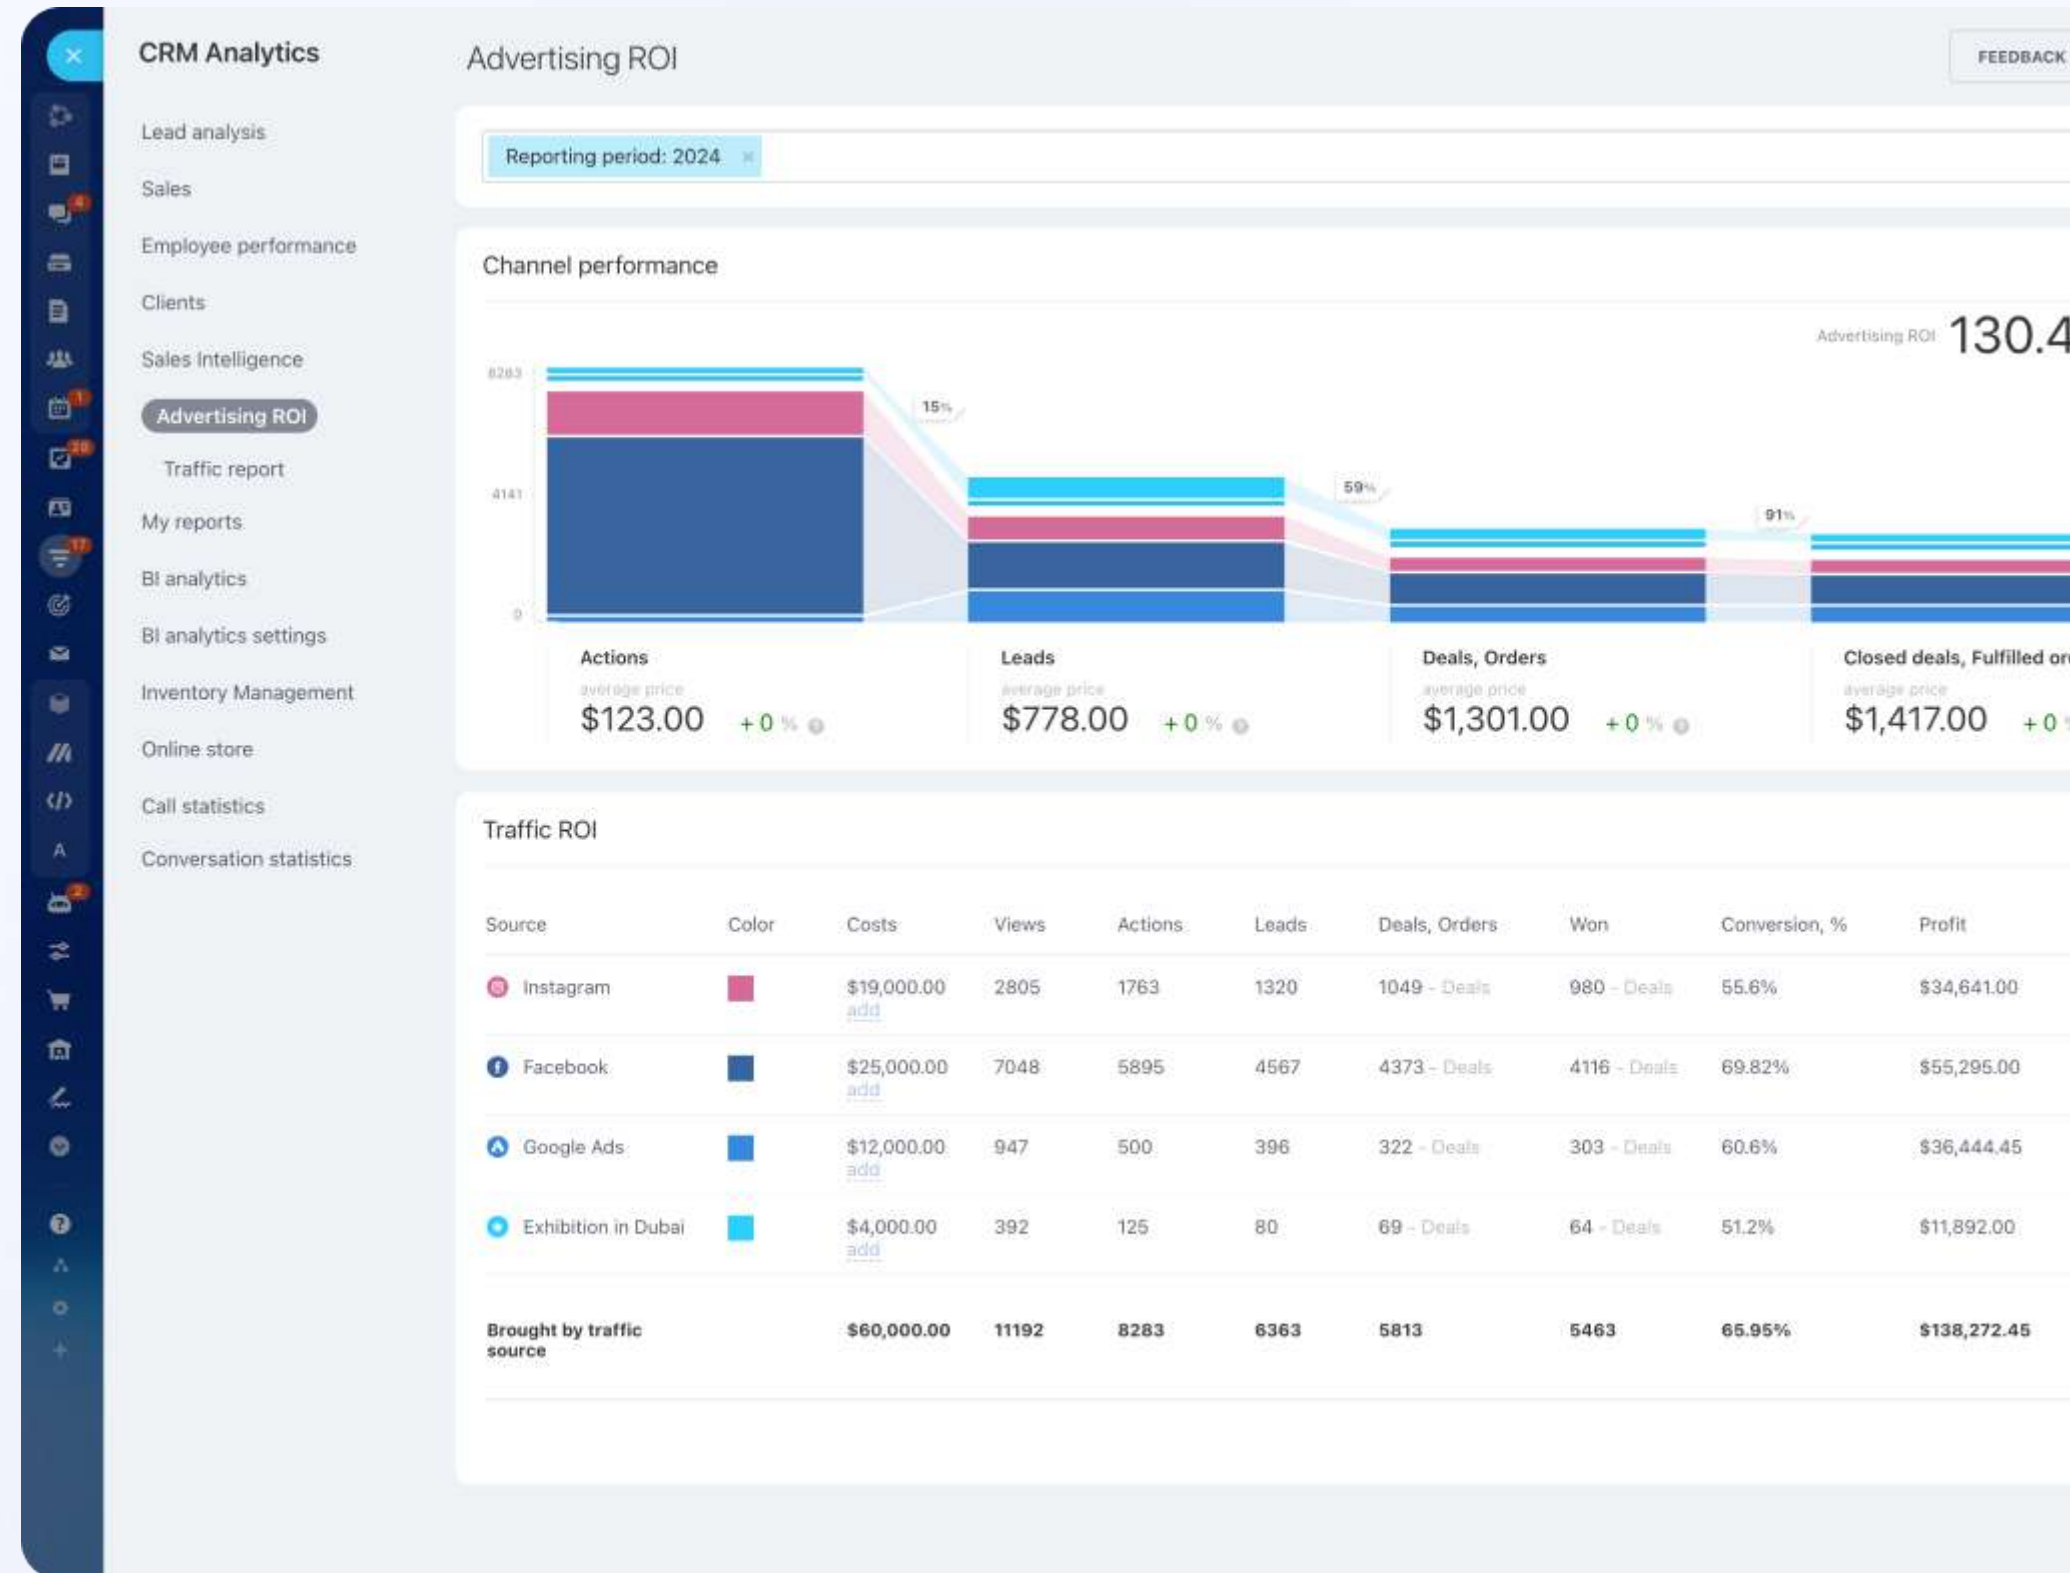 CRM Analytics
Lead analysis
Sales
Employee performance
Clients
Sales Intelligence
Advertising ROI
Traffic report
My reports
BI analytics
BI analytics settings
Inventory Management
Online store
Call statistics
Conversation statistics
4
1
20
17
A
2
Advertising ROI
FEEDBACK
Reporting period: 2024 ×
Channel performance
Advertising ROI 130.4
8283
4141
0
15%
59%
91%
Actions
average price
$123.00 +0 %
Leads
average price
$778.00 +0 %
Deals, Orders
average price
$1,301.00 +0 %
Closed deals, Fulfilled or
average price
$1,417.00 +0 %
Traffic ROI
Source Color Costs Views Actions Leads Deals, Orders Won Conversion, % Profit
Instagram $19,000.00 2805 1763 1320 1049 - Deals 980 - Deals 55.6% $34,641.00
add
Facebook $25,000.00 7048 5895 4567 4373 - Deals 4116 - Deals 69.82% $55,295.00
add
Google Ads $12,000.00 947 500 396 322 - Deals 303 - Deals 60.6% $36,444.45
add
Exhibition in Dubai $4,000.00 392 125 80 69 - Deals 64 - Deals 51.2% $11,892.00
add
Brought by traffic $60,000.00 11192 8283 6363 5813 5463 65.95% $138,272.45
source